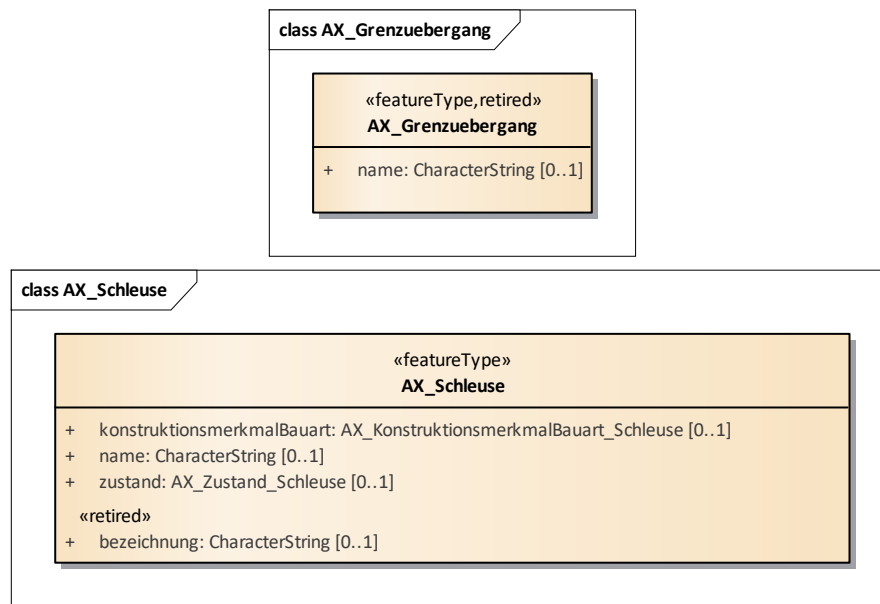 class AX_Grenzuebergang
«featureType,retired»
AX_Grenzuebergang
+ name: CharacterString [0..1]
class AX_Schleuse
«featureType»
AX_Schleuse
+ konstruktionsmerkmalBauart: AX_KonstruktionsmerkmalBauart_Schleuse [0..1]
+ name: CharacterString [0..1]
+ zustand: AX_Zustand_Schleuse [0..1]
«retired»
+ bezeichnung: CharacterString [0..1]